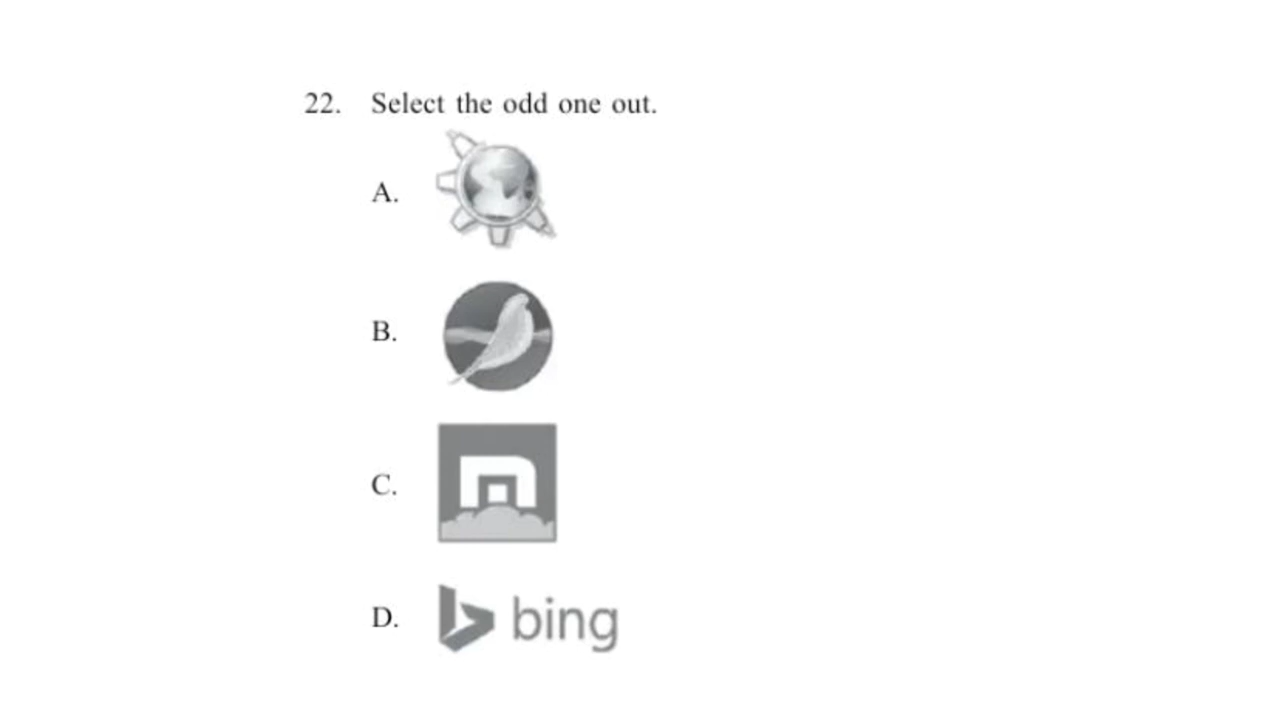 22. Select the odd one out.
A.
B.
C.
D. bing